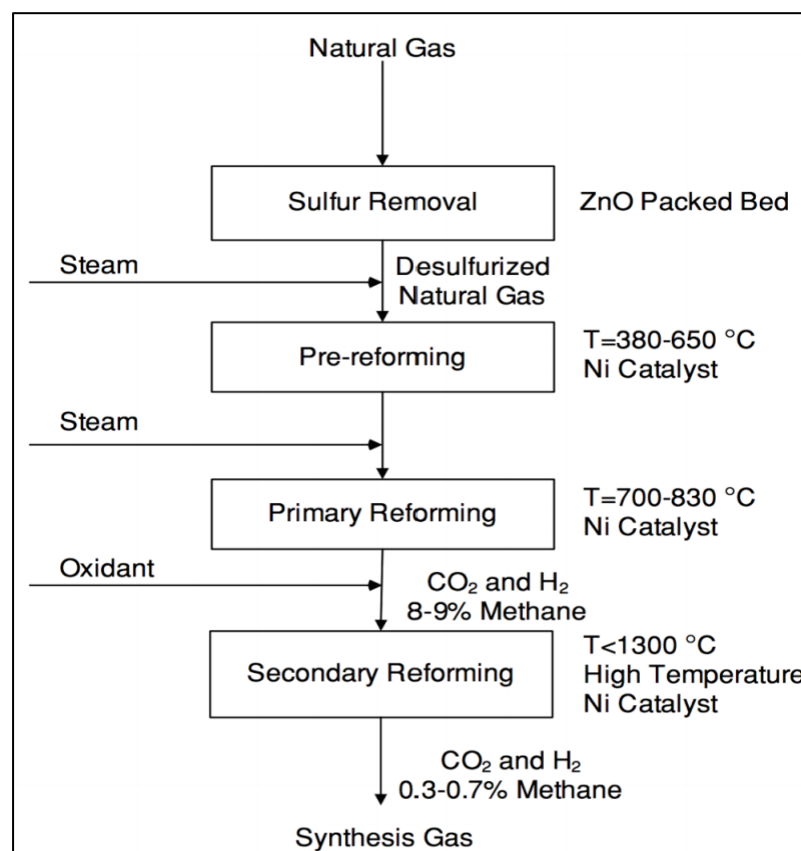 Natural Gas
Sulfur Removal
ZnO Packed Bed
Steam
Desulfurized
Natural Gas
Pre-reforming
T=380-650 °C
Ni Catalyst
Steam
Primary Reforming
T=700-830 °C
Ni Catalyst
Oxidant
CO₂ and H₂
8-9% Methane
Secondary Reforming
T<1300 °C
High Temperature
Ni Catalyst
CO₂ and H₂
0.3-0.7% Methane
Synthesis Gas